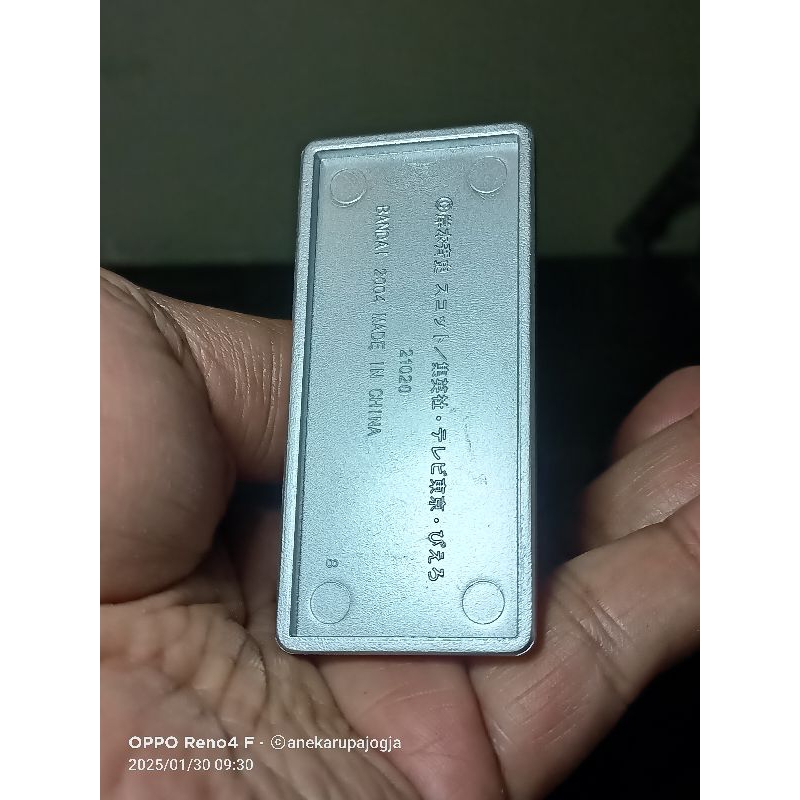 ©岸本斉史 スコット／集英社・テレビ東京・ぴえろ
21020
BANDAI 2004 MADE IN CHINA
8
OPPO Reno4 F - ©anekarupajogja
2025/01/30 09:30